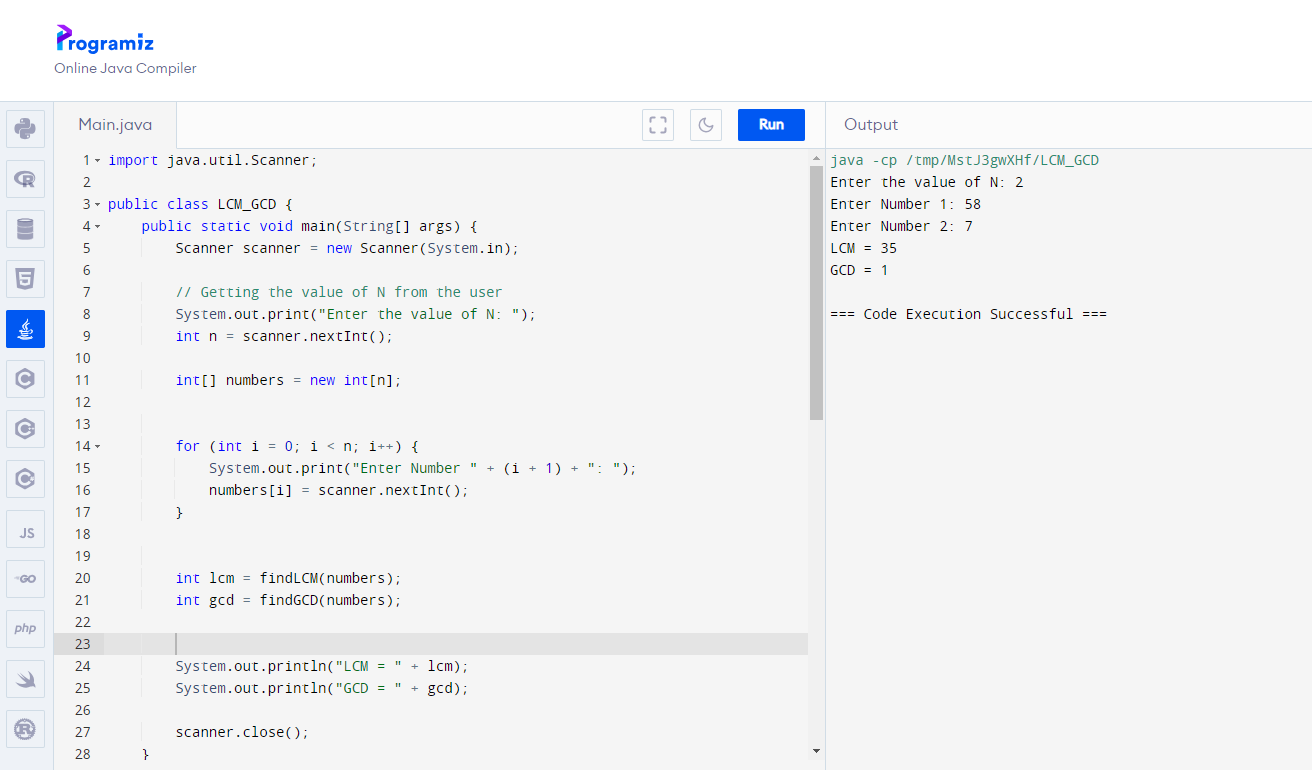 Programiz
Online Java Compiler
Main.java
Run
Output
1 import java.util.Scanner;
2
3 public class LCM_GCD {
4     public static void main(String[] args) {
5         Scanner scanner = new Scanner(System.in);
6
7         // Getting the value of N from the user
8         System.out.print("Enter the value of N: ");
9         int n = scanner.nextInt();
10
11         int[] numbers = new int[n];
12
13
14         for (int i = 0; i < n; i++) {
15             System.out.print("Enter Number " + (i + 1) + ": ");
16             numbers[i] = scanner.nextInt();
17         }
18
19
20         int lcm = findLCM(numbers);
21         int gcd = findGCD(numbers);
22
23
24         System.out.println("LCM = " + lcm);
25         System.out.println("GCD = " + gcd);
26
27         scanner.close();
28     }
java -cp /tmp/MstJ3gwXHf/LCM_GCD
Enter the value of N: 2
Enter Number 1: 58
Enter Number 2: 7
LCM = 35
GCD = 1
=== Code Execution Successful ===
R
5
C
C
C
JS
GO
php
R